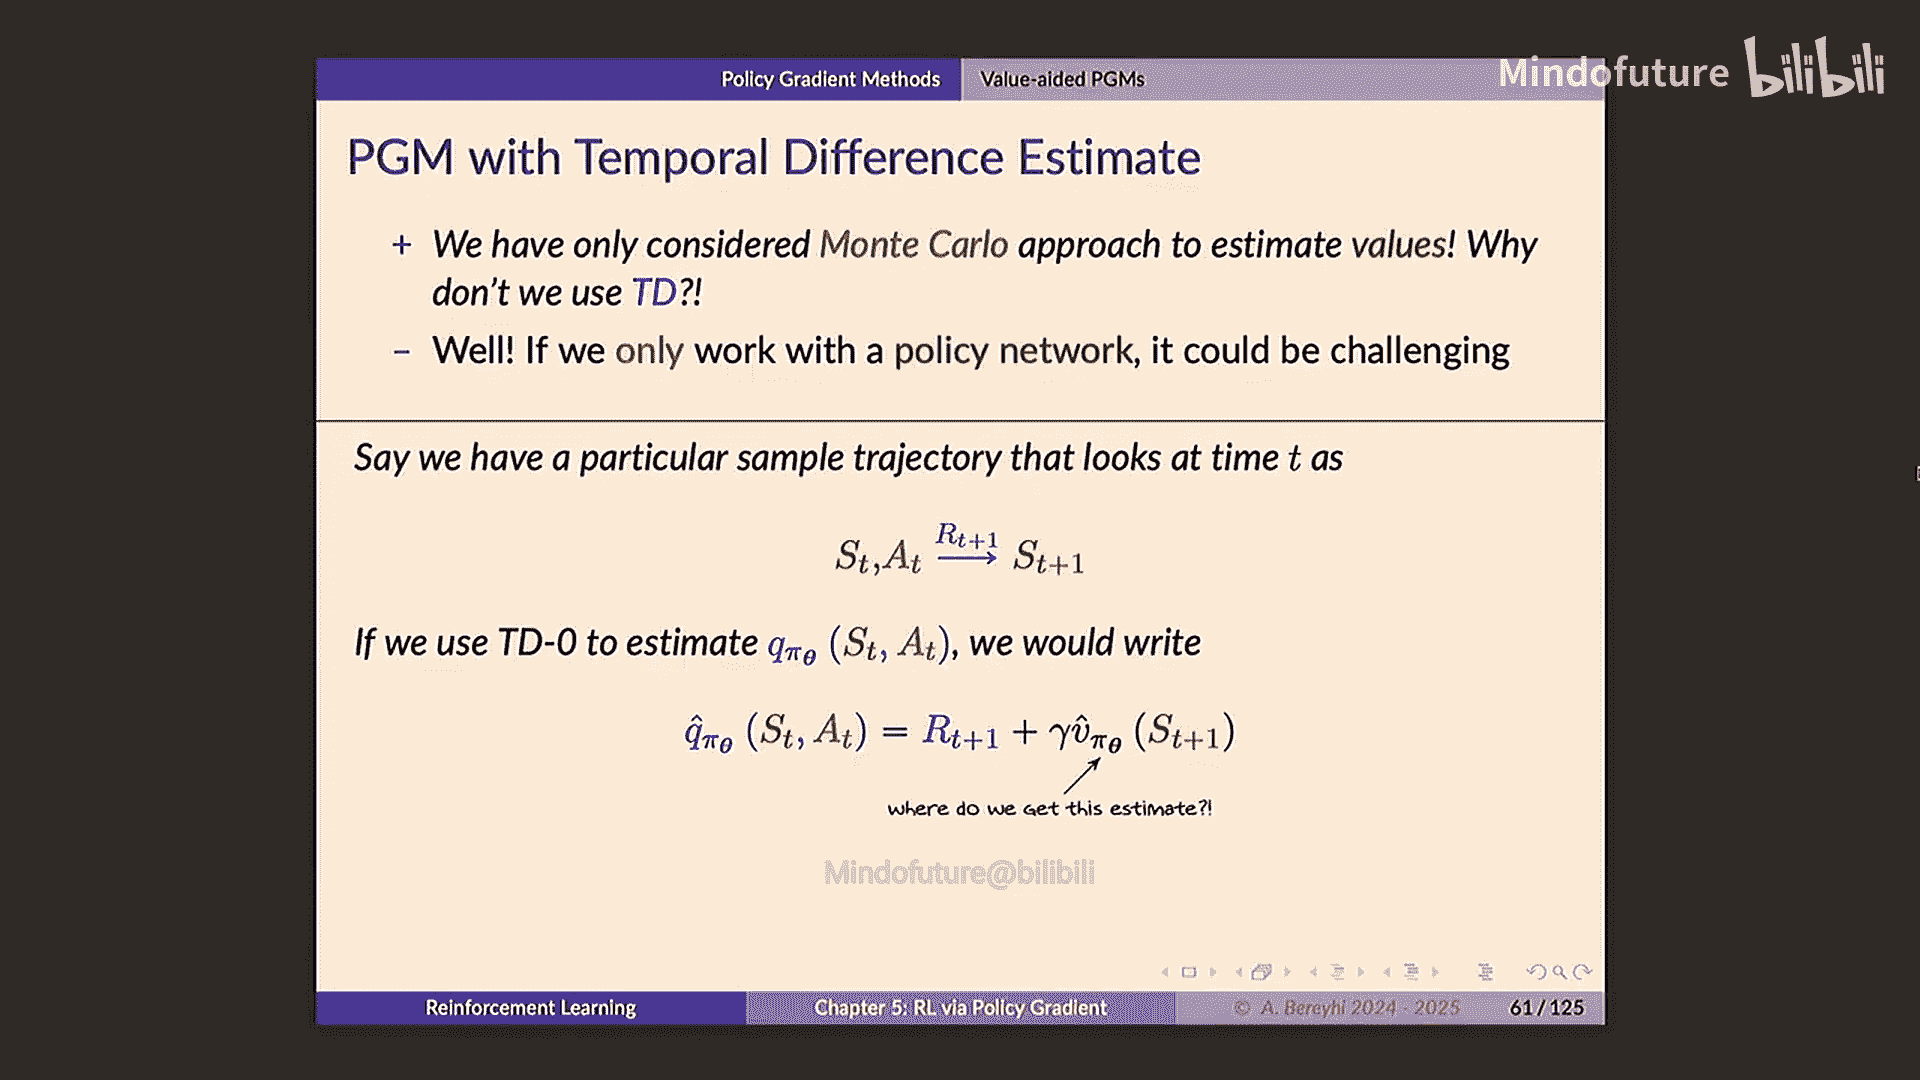 Mindofuture bilibili
Policy Gradient Methods Value-aided PGMs
PGM with Temporal Difference Estimate
+ We have only considered Monte Carlo approach to estimate values! Why
don't we use TD?!
– Well! If we only work with a policy network, it could be challenging
Say we have a particular sample trajectory that looks at time t as
S_t, A_t \xrightarrow{R_{t+1}} S_{t+1}
If we use TD-0 to estimate q_{π_θ} (S_t, A_t), we would write
\hat{q}_{π_θ} (S_t, A_t) = R_{t+1} + γ\hat{v}_{π_θ} (S_{t+1})
where do we get this estimate?!
Mindofuture@bilibili
Reinforcement Learning Chapter 5: RL via Policy Gradient © A. Bereyhi 2024 - 2025 61 / 125